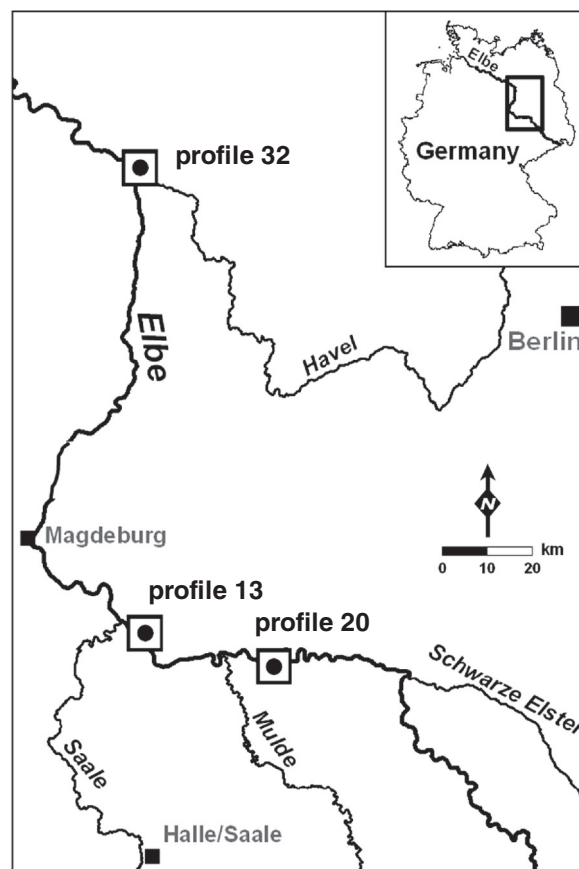 Elbe
Germany
profile 32
Elbe
Berlin
Havel
N
km
0 10 20
Magdeburg
profile 13
profile 20
Schwarze Elster
Saale
Mulde
Halle/Saale